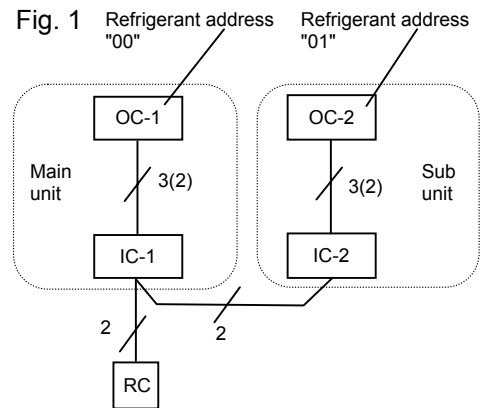 Fig. 1
Refrigerant address
"00"
Refrigerant address
"01"
OC-1
OC-2
Main
unit
3(2)
3(2)
Sub
unit
IC-1
IC-2
2
2
RC